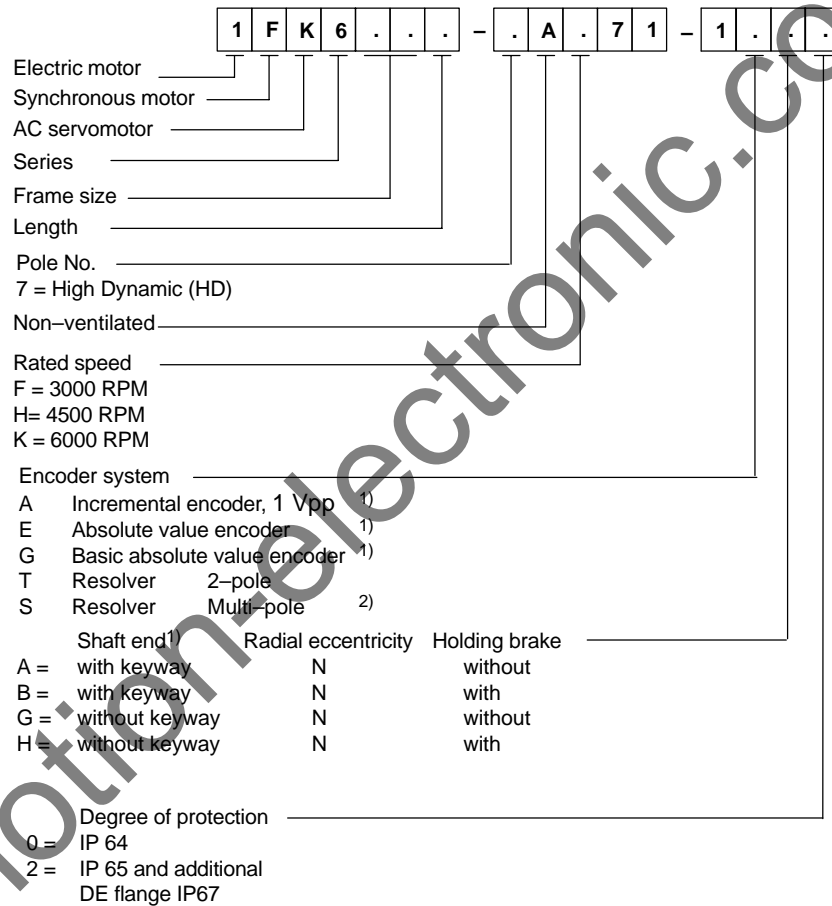 1 F K 6 . . . – . A . 7 1 – 1 . . .
Electric motor
Synchronous motor
AC servomotor
Series
Frame size
Length
Pole No.
7 = High Dynamic (HD)
Non–ventilated
Rated speed
F = 3000 RPM
H= 4500 RPM
K = 6000 RPM
Encoder system
A Incremental encoder, 1 Vpp 1)
E Absolute value encoder 1)
G Basic absolute value encoder 1)
T Resolver 2–pole
S Resolver Multi–pole 2)
Shaft end1) Radial eccentricity Holding brake
A = with keyway N without
B = with keyway N with
G = without keyway N without
H = without keyway N with
Degree of protection
0 = IP 64
2 = IP 65 and additional
DE flange IP67
otion-electronic.co